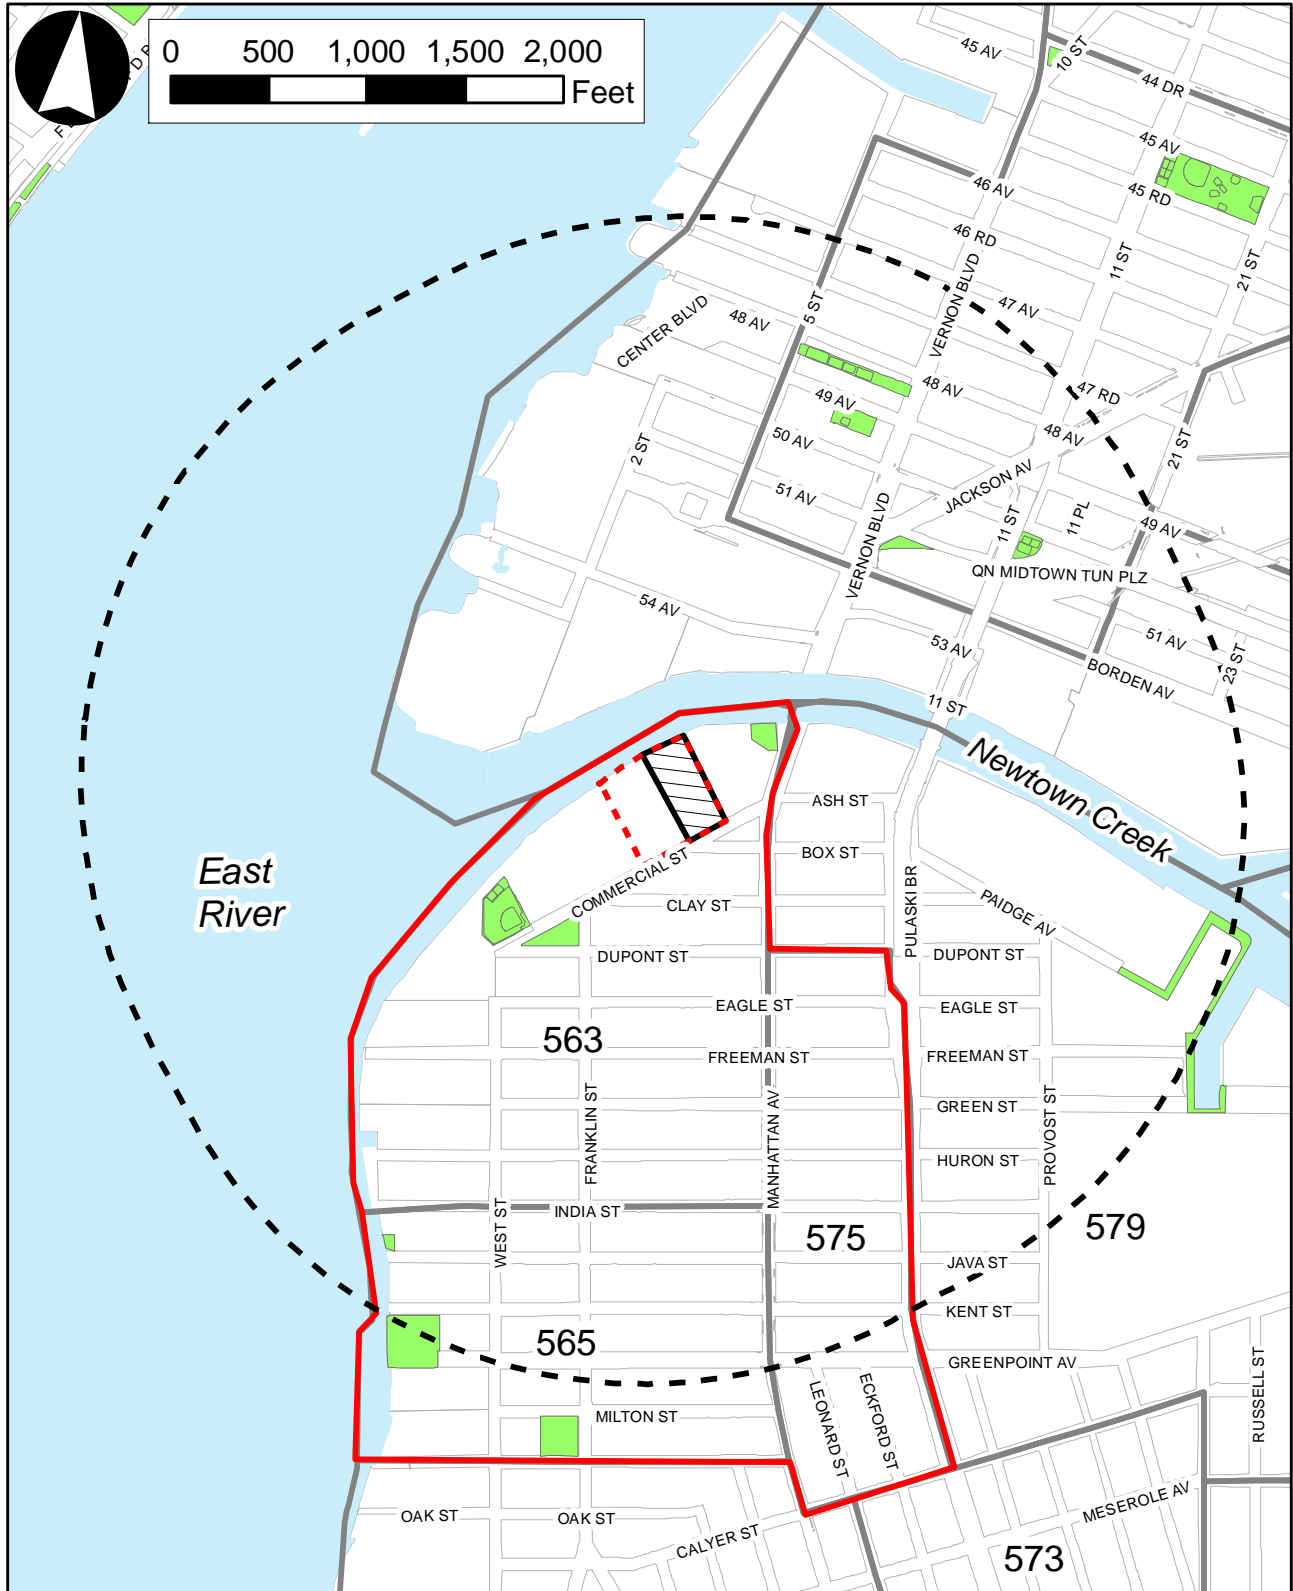 0 500 1,000 1,500 2,000
Feet
45 AV
10 ST
44 DR
45 AV
46 AV
45 RD
46 RD
11 ST
21 ST
CENTER BLVD
48 AV
5 ST
VERNON BLVD
47 AV
47 RD
48 AV
49 AV
48 AV
50 AV
2 ST
21 ST
51 AV
JACKSON AV
VERNON BLVD
11 ST
11 PL
49 AV
QN MIDTOWN TUN PLZ
54 AV
53 AV
51 AV
23 ST
BORDEN AV
11 ST
Newtown Creek
ASH ST
BOX ST
East
River
COMMERCIAL ST
PULASKI BR
PAIDGE AV
CLAY ST
DUPONT ST
DUPONT ST
EAGLE ST
EAGLE ST
563
FREEMAN ST
FREEMAN ST
FRANKLIN ST
MANHATTAN AV
GREEN ST
PROVOST ST
HURON ST
WEST ST
INDIA ST
575
579
JAVA ST
KENT ST
565
GREENPOINT AV
RUSSELL ST
LEONARD ST
ECKFORD ST
MILTON ST
OAK ST
OAK ST
CALYER ST
MESEROLE AV
573